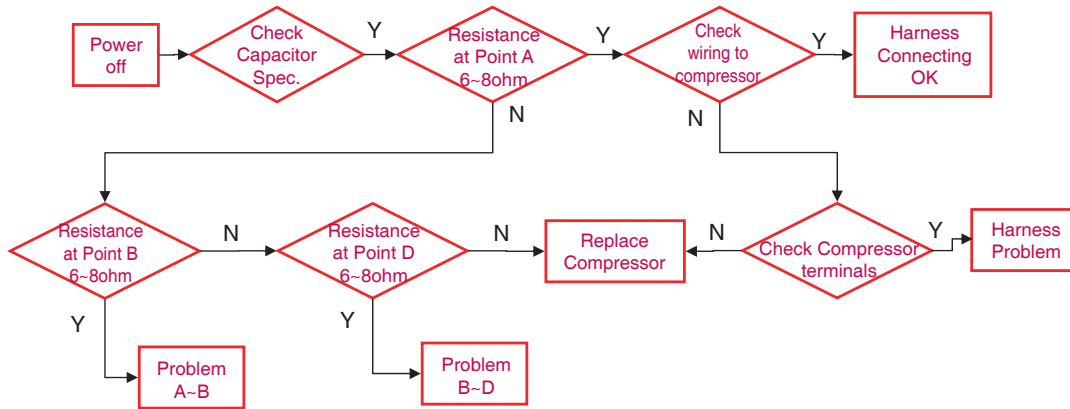 Power
off
Check
Capacitor
Spec.
Y
Resistance
at Point A
6~8ohm
Y
Check
wiring to
compressor
Y
Harness
Connecting
OK
N
N
Resistance
at Point B
6~8ohm
N
Resistance
at Point D
6~8ohm
N
Replace
Compressor
N
Check Compressor
terminals
Y
Harness
Problem
Y
Problem
A~B
Y
Problem
B~D